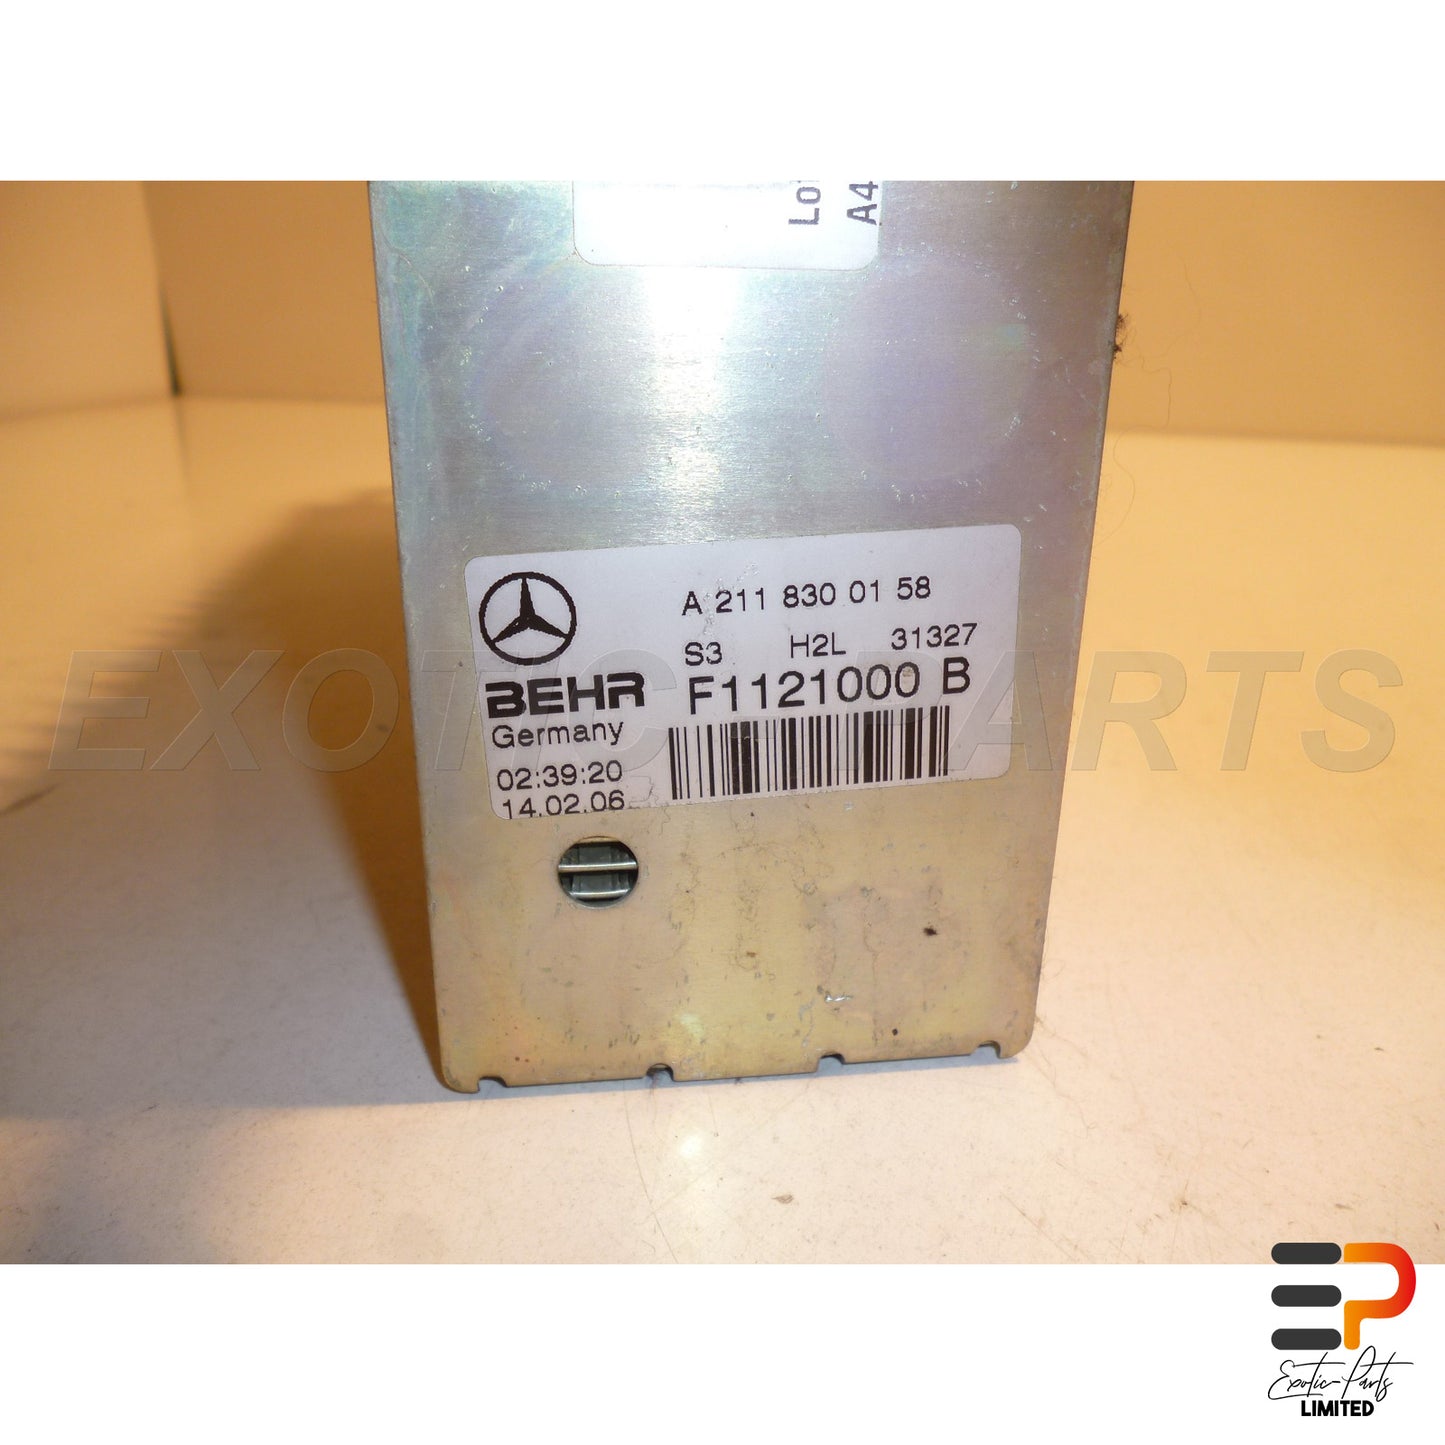 A 211 830 01 58
S3 H2L 31327
BEHR F1121000 B
Germany
02:39:20
14.02.06
EXOTIC-PARTS
EP
Exotic-Parts
LIMITED